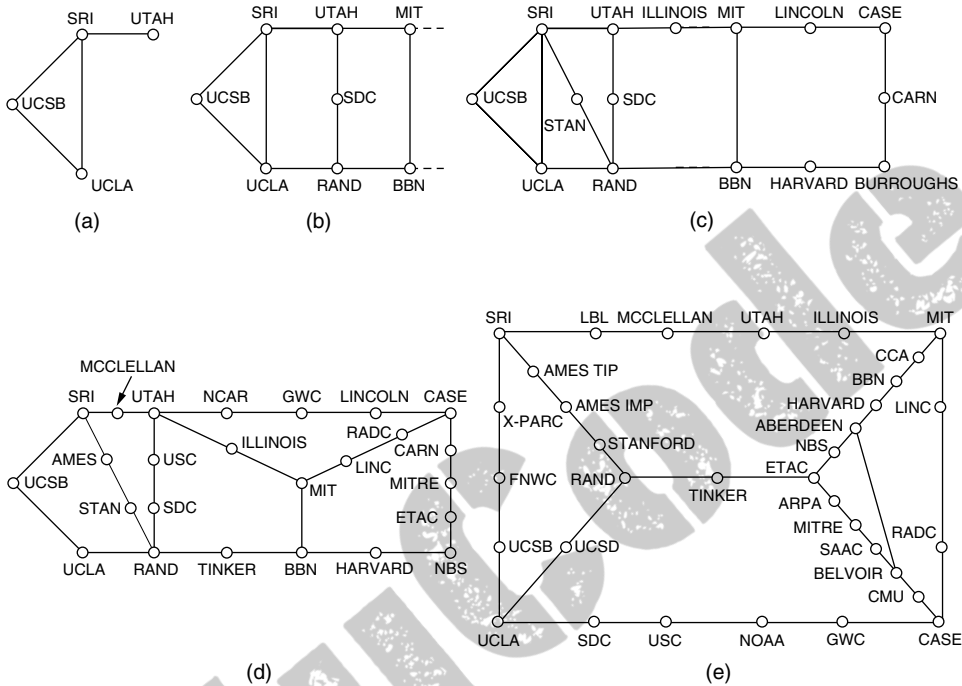 SRI UTAH
UCSB
UCLA
(a)
SRI UTAH MIT
UCSB SDC
UCLA RAND BBN
(b)
SRI UTAH ILLINOIS MIT LINCOLN CASE
UCSB STAN SDC CARN
UCLA RAND BBN HARVARD BURROUGHS
(c)
MCCLELLAN
SRI UTAH NCAR GWC LINCOLN CASE
RADC
ILLINOIS CARN
AMES USC LINC
UCSB MIT MITRE
STAN SDC ETAC
UCLA RAND TINKER BBN HARVARD NBS
(d)
SRI LBL MCCLELLAN UTAH ILLINOIS MIT
CCA
AMES TIP BBN
X-PARC AMES IMP HARVARD LINC
ABERDEEN
STANFORD NBS
ETAC
FNWC RAND TINKER
ARPA
MITRE
UCSB UCSD SAAC RADC
BELVOIR
CMU
UCLA SDC USC NOAA GWC CASE
(e)